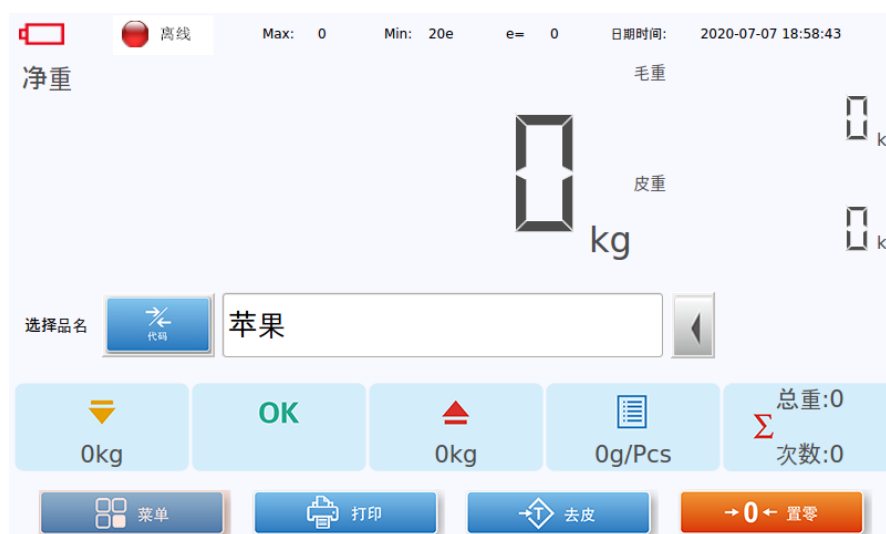 离线 Max: 0 Min: 20e e= 0 日期时间: 2020-07-07 18:58:43
净重
毛重
0 k
0 kg
皮重
0 k
选择品名 代码 苹果
OK 总重:0
0kg 0kg 0g/Pcs Σ 次数:0
菜单 打印 T 去皮 →0← 置零